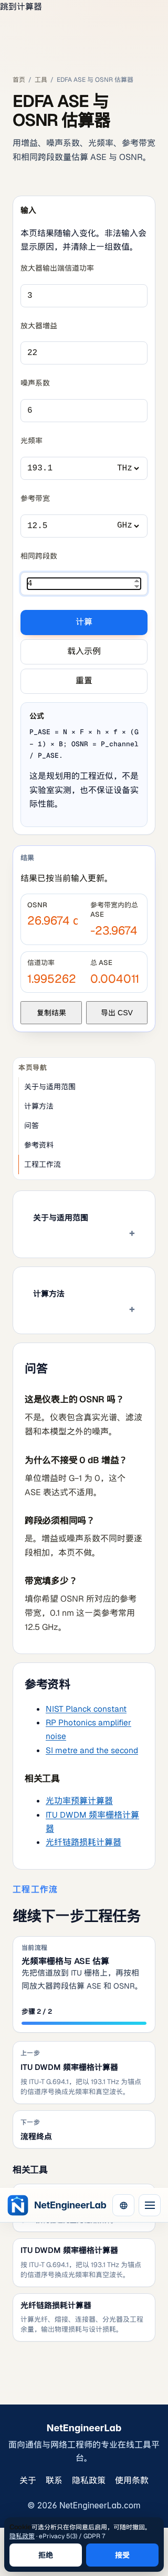 跳到计算器
首页 / 工具 / EDFA ASE 与 OSNR 估算器
EDFA ASE 与
OSNR 估算器
用增益、噪声系数、光频率、参考带宽
和相同跨段数量估算 ASE 与 OSNR。
输入
本页结果随输入变化。非法输入会
显示原因，并清除上一组数值。
放大器输出端信道功率
3
放大器增益
22
噪声系数
6
光频率
193.1 THz
参考带宽
12.5 GHz
相同跨段数
4
计算
载入示例
重置
公式
P_ASE = N × F × h × f × (G
− 1) × B; OSNR = P_channel
/ P_ASE.
这是规划用的工程近似，不是
实验室实测，也不保证设备实
际性能。
结果
结果已按当前输入更新。
OSNR
26.9674 d
参考带宽内的总
ASE
-23.9674
信道功率
1.995262
总 ASE
0.004011
复制结果
导出 CSV
本页导航
关于与适用范围
计算方法
问答
参考资料
工程工作流
关于与适用范围
+
计算方法
+
问答
这是仪表上的 OSNR 吗？
不是。仪表包含真实光谱、滤波
器和本模型之外的噪声。
为什么不接受 0 dB 增益？
单位增益时 G−1 为 0，这个
ASE 表达式不适用。
跨段必须相同吗？
是。增益或噪声系数不同时要逐
段相加，本页不做。
带宽填多少？
填你希望 OSNR 所对应的参考
带宽，0.1 nm 这一类参考常用
12.5 GHz。
参考资料
NIST Planck constant
RP Photonics amplifier
noise
SI metre and the second
相关工具
光功率预算计算器
ITU DWDM 频率栅格计算
器
光纤链路损耗计算器
工程工作流
继续下一步工程任务
当前流程
光频率栅格与 ASE 估算
先把信道放到 ITU 栅格上，再按相
同放大器跨段估算 ASE 和 OSNR。
步骤 2 / 2
上一步
ITU DWDM 频率栅格计算器
按 ITU-T G.694.1，把以 193.1 THz 为锚点
的信道序号换成光频率和真空波长。
下一步
流程终点
相关工具
NetEngineerLab
ITU DWDM 频率栅格计算器
按 ITU-T G.694.1，把以 193.1 THz 为锚点
的信道序号换成光频率和真空波长。
光纤链路损耗计算器
计算光纤、熔接、连接器、分光器及工程
余量，输出物理损耗与设计损耗。
NetEngineerLab
面向通信与网络工程师的专业在线工具平
台。
关于 联系 隐私政策 使用条款
© 2026 NetEngineerLab.com
可选分析只在你同意后启用，可随时撤回。
隐私政策 · ePrivacy 5(3) / GDPR 7
拒绝
接受